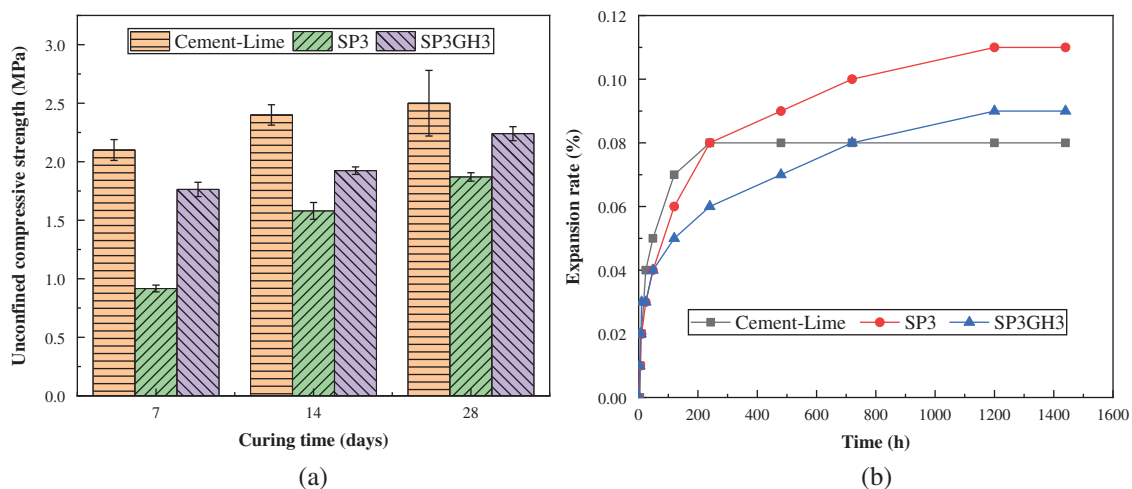 Unconfined compressive strength (MPa)
3.0
2.5
2.0
1.5
1.0
0.5
0.0
Cement-Lime SP3 SP3GH3
7 14 28
Curing time (days)
(a)
Expansion rate (%)
0.10
0.08
0.06
0.04
0.02
0.00
Cement-Lime SP3 SP3GH3
0 200 400 600 800 1000 1200 1400 1600
Time (h)
(b)